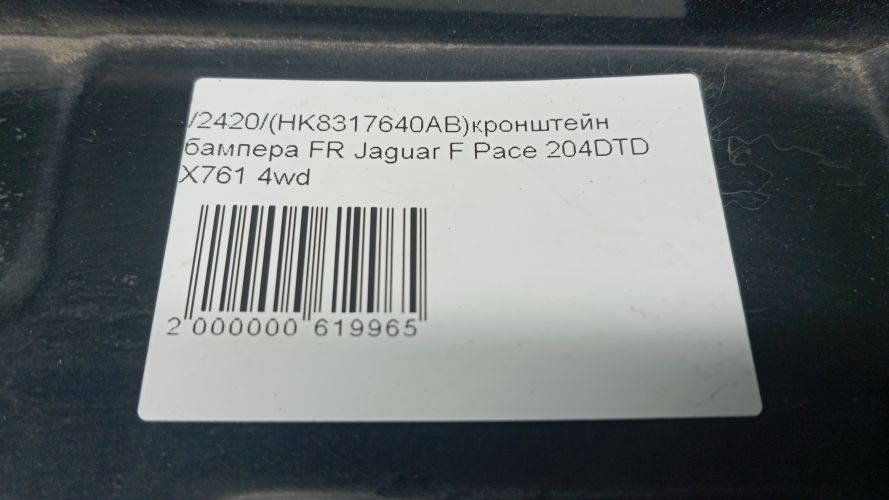 /2420/(HK8317640AB)кронштейн
бампера FR Jaguar F Pace 204DTD
X761 4wd
2 000000 619965